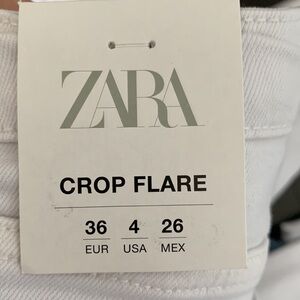 ZARA
CROP FLARE
36 4 26
EUR USA MEX